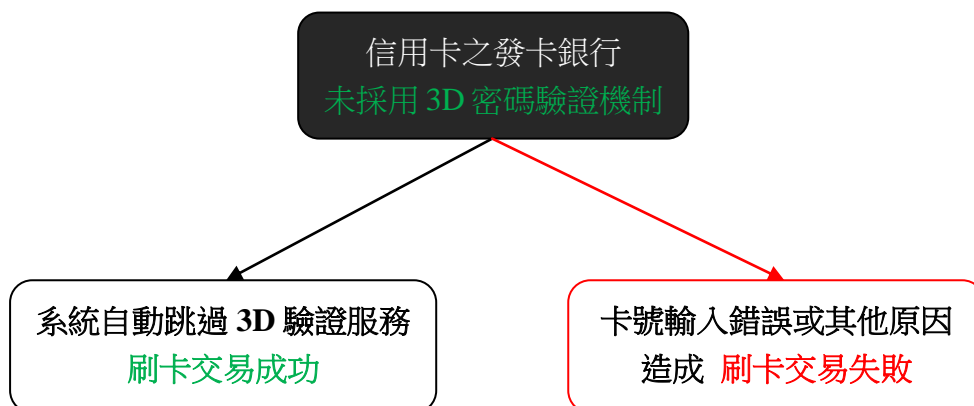 信用卡之發卡銀行
未採用 3D 密碼驗證機制
系統自動跳過 3D 驗證服務
刷卡交易成功
卡號輸入錯誤或其他原因
造成 刷卡交易失敗